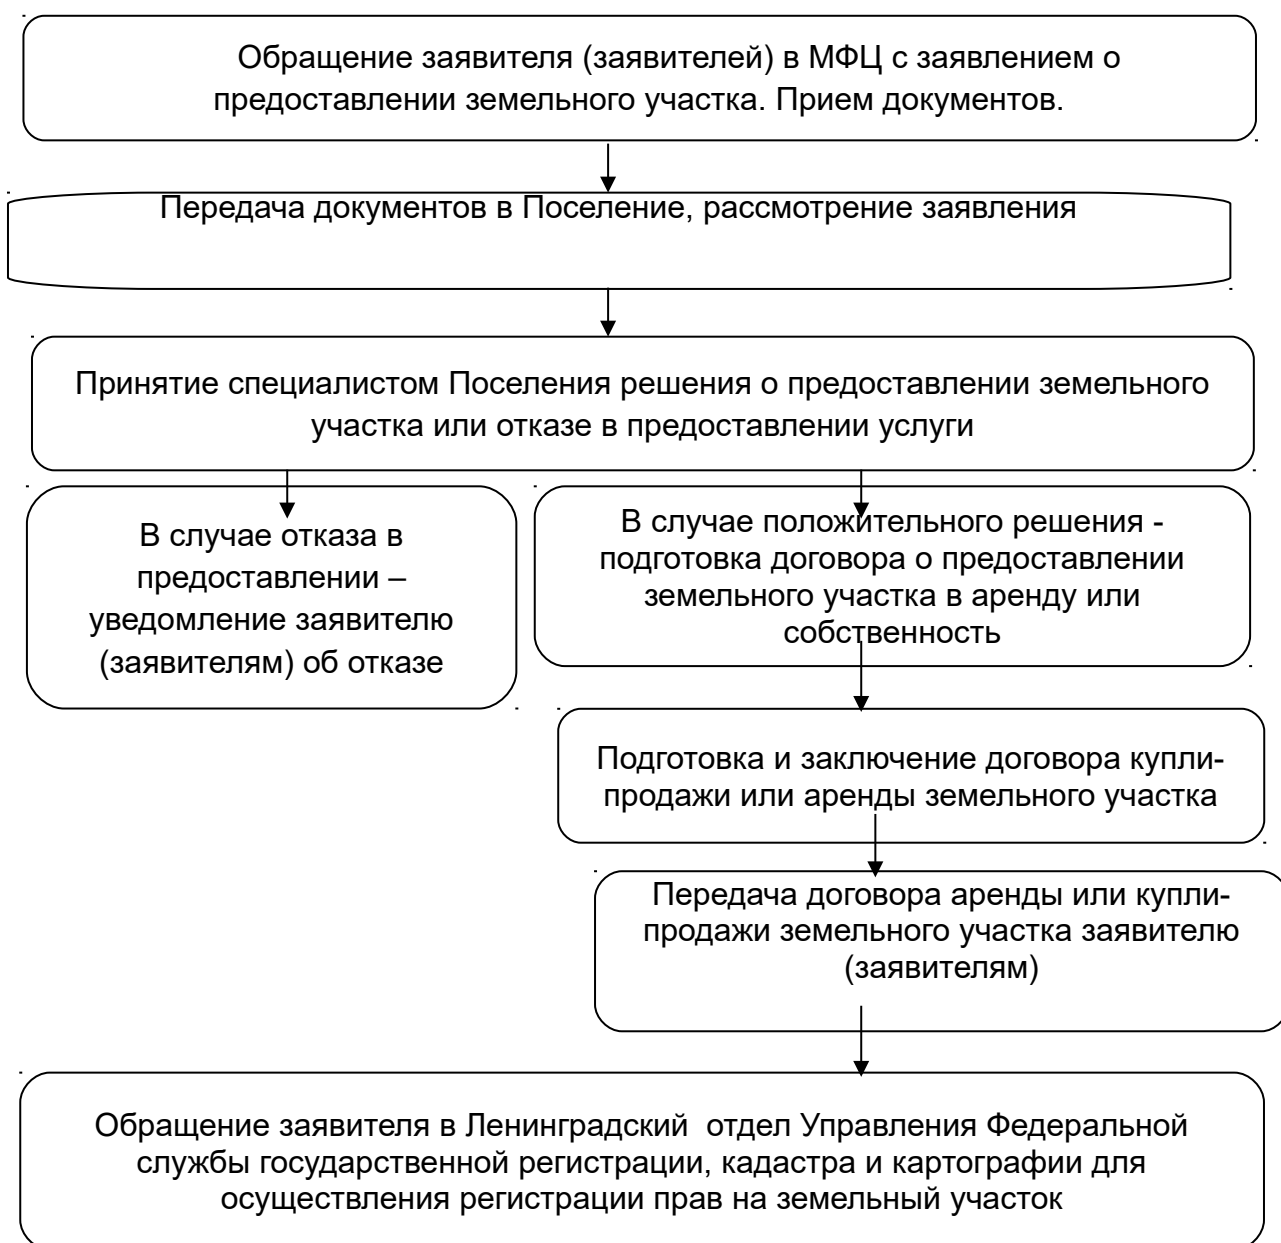 Обращение заявителя (заявителей) в МФЦ с заявлением о
предоставлении земельного участка. Прием документов.
Передача документов в Поселение, рассмотрение заявления
Принятие специалистом Поселения решения о предоставлении земельного
участка или отказе в предоставлении услуги
В случае отказа в
предоставлении –
уведомление заявителю
(заявителям) об отказе
В случае положительного решения -
подготовка договора о предоставлении
земельного участка в аренду или
собственность
Подготовка и заключение договора купли-
продажи или аренды земельного участка
Передача договора аренды или купли-
продажи земельного участка заявителю
(заявителям)
Обращение заявителя в Ленинградский  отдел Управления Федеральной
службы государственной регистрации, кадастра и картографии для
осуществления регистрации прав на земельный участок